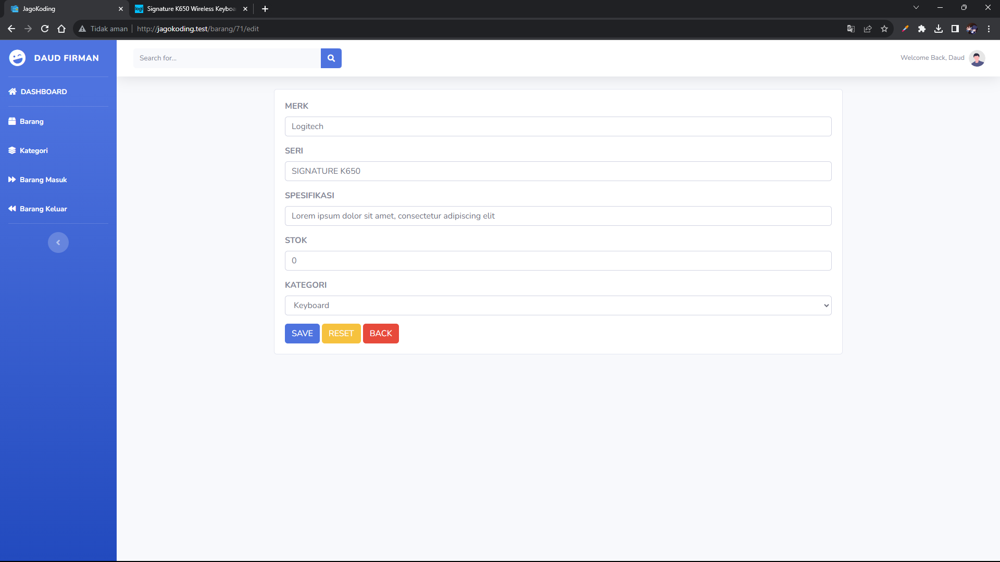 JagoKoding
logi
Signature K650 Wireless Keyboa
Tidak aman
http://jagokoding.test/barang/71/edit
DAUD FIRMAN
Search for...
Welcome Back, Daud
DASHBOARD
Barang
Kategori
Barang Masuk
Barang Keluar
MERK
Logitech
SERI
SIGNATURE K650
SPESIFIKASI
Lorem ipsum dolor sit amet, consectetur adipiscing elit
STOK
0
KATEGORI
Keyboard
SAVE RESET BACK